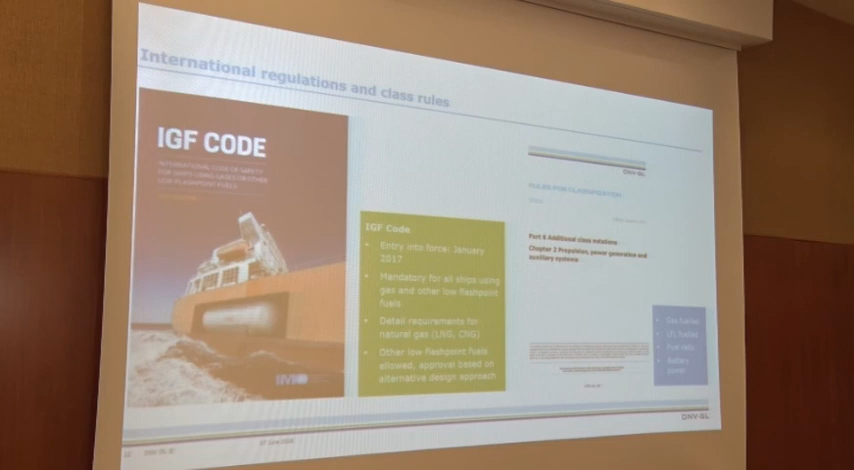 International regulations and class rules
IGF CODE
INTERNATIONAL CODE OF SAFETY
FOR SHIPS USING GASES OR OTHER
LOW-FLASHPOINT FUELS
IMO
IGF Code
• Entry into force: January
2017
• Mandatory for all ships using
gas and other low flashpoint
fuels
• Detail requirements for
natural gas (LNG, CNG)
• Other low flashpoint fuels
allowed, approval based on
alternative design approach
DNV·GL
RULES FOR CLASSIFICATION
Part 6 Additional class notations
Chapter 2 Propulsion, power generation and
auxiliary systems
• Gas fuelled
• LFL fuelled
• Fuel cells
• Battery
power
DNV·GL